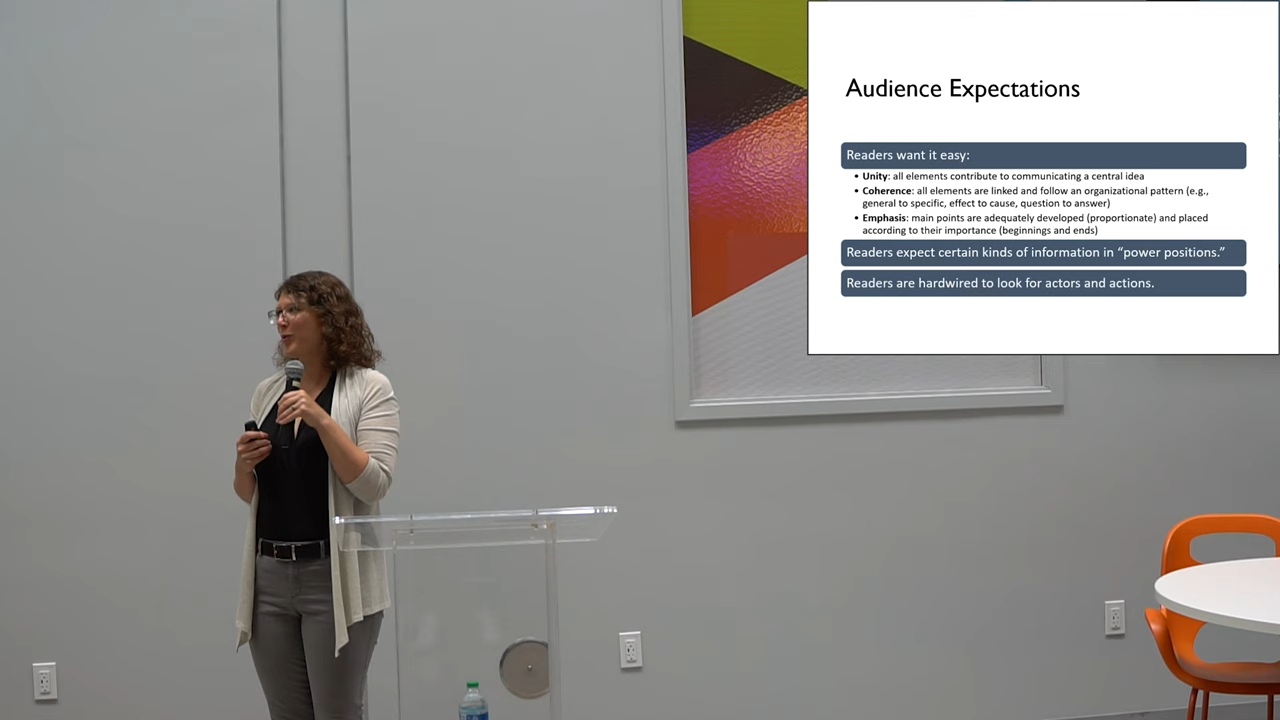 Audience Expectations
Readers want it easy:
• Unity: all elements contribute to communicating a central idea
• Coherence: all elements are linked and follow an organizational pattern (e.g.,
general to specific, effect to cause, question to answer)
• Emphasis: main points are adequately developed (proportionate) and placed
according to their importance (beginnings and ends)
Readers expect certain kinds of information in “power positions.”
Readers are hardwired to look for actors and actions.